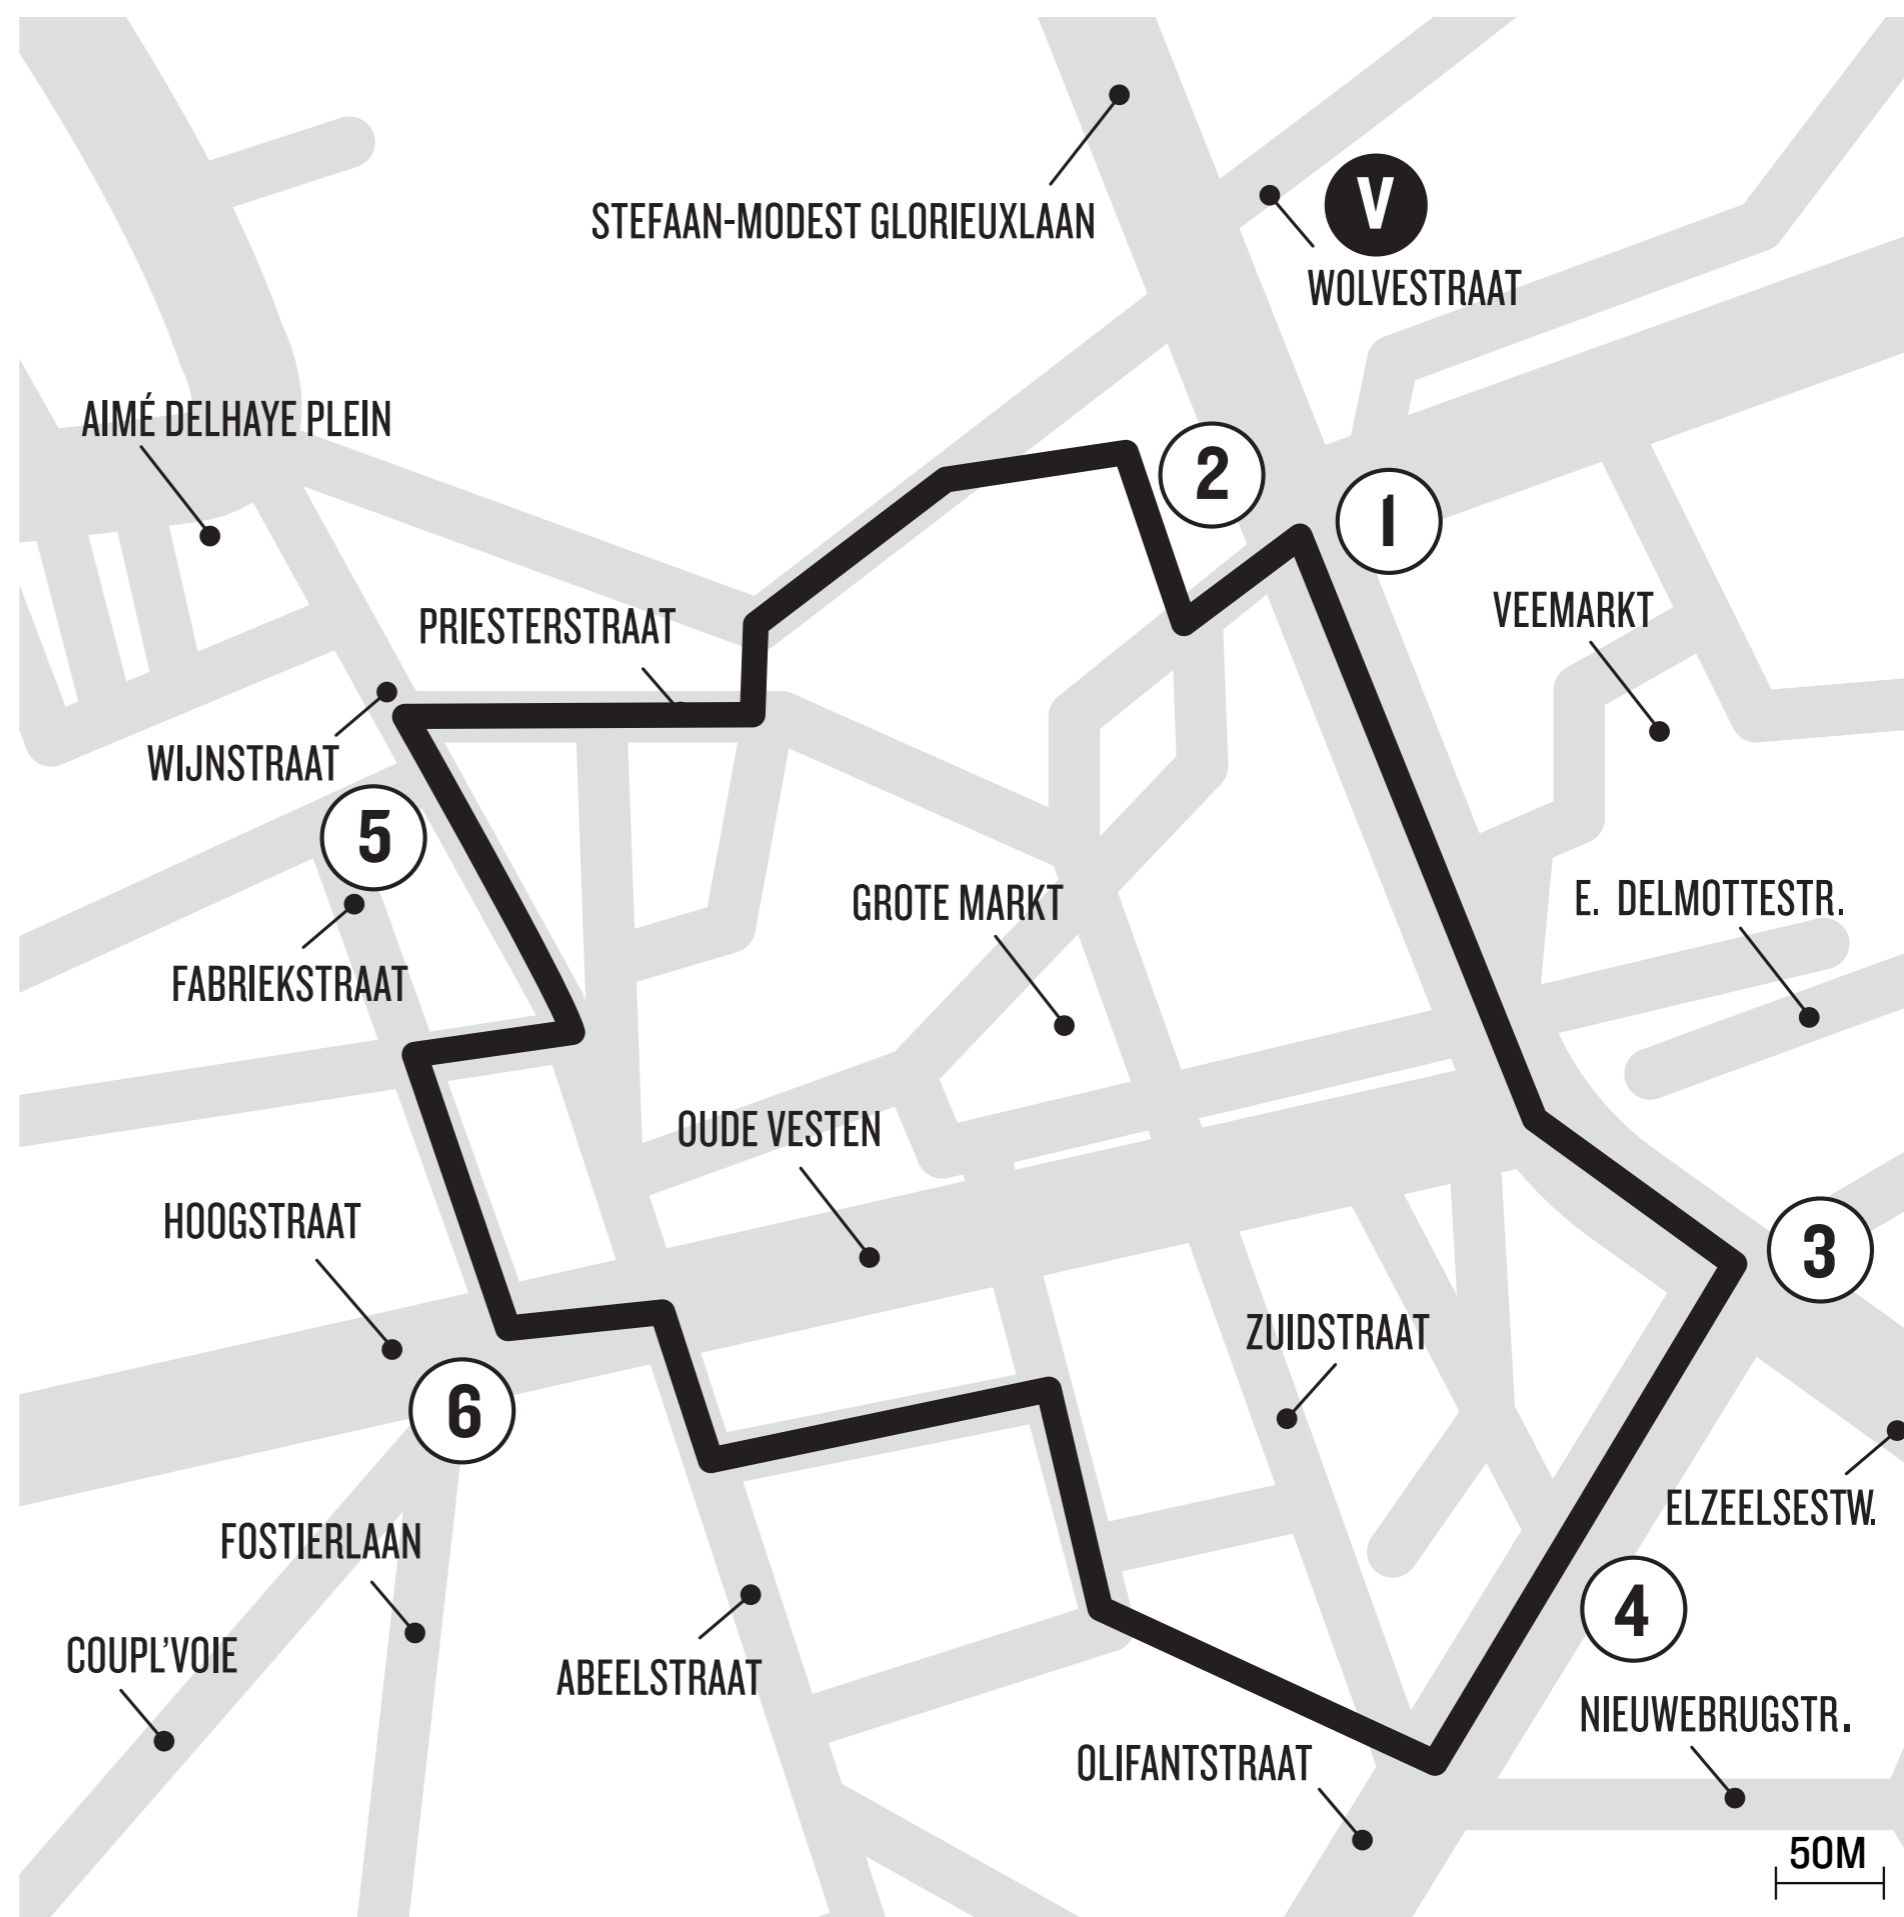 STEFAAN-MODEST GLORIEUXLAAN
V
WOLVESTRAAT
AIMÉ DELHAYE PLEIN
2
1
PRIESTERSTRAAT
VEEMARKT
WIJNSTRAAT
5
GROTE MARKT
E. DELMOTTESTR.
FABRIEKSTRAAT
OUDE VESTEN
HOOGSTRAAT
3
ZUIDSTRAAT
6
ELZEELSESTW.
FOSTIERLAAN
4
COUPL'VOIE
ABEELSTRAAT
NIEUWEBRUGSTR.
OLIFANTSTRAAT
50M